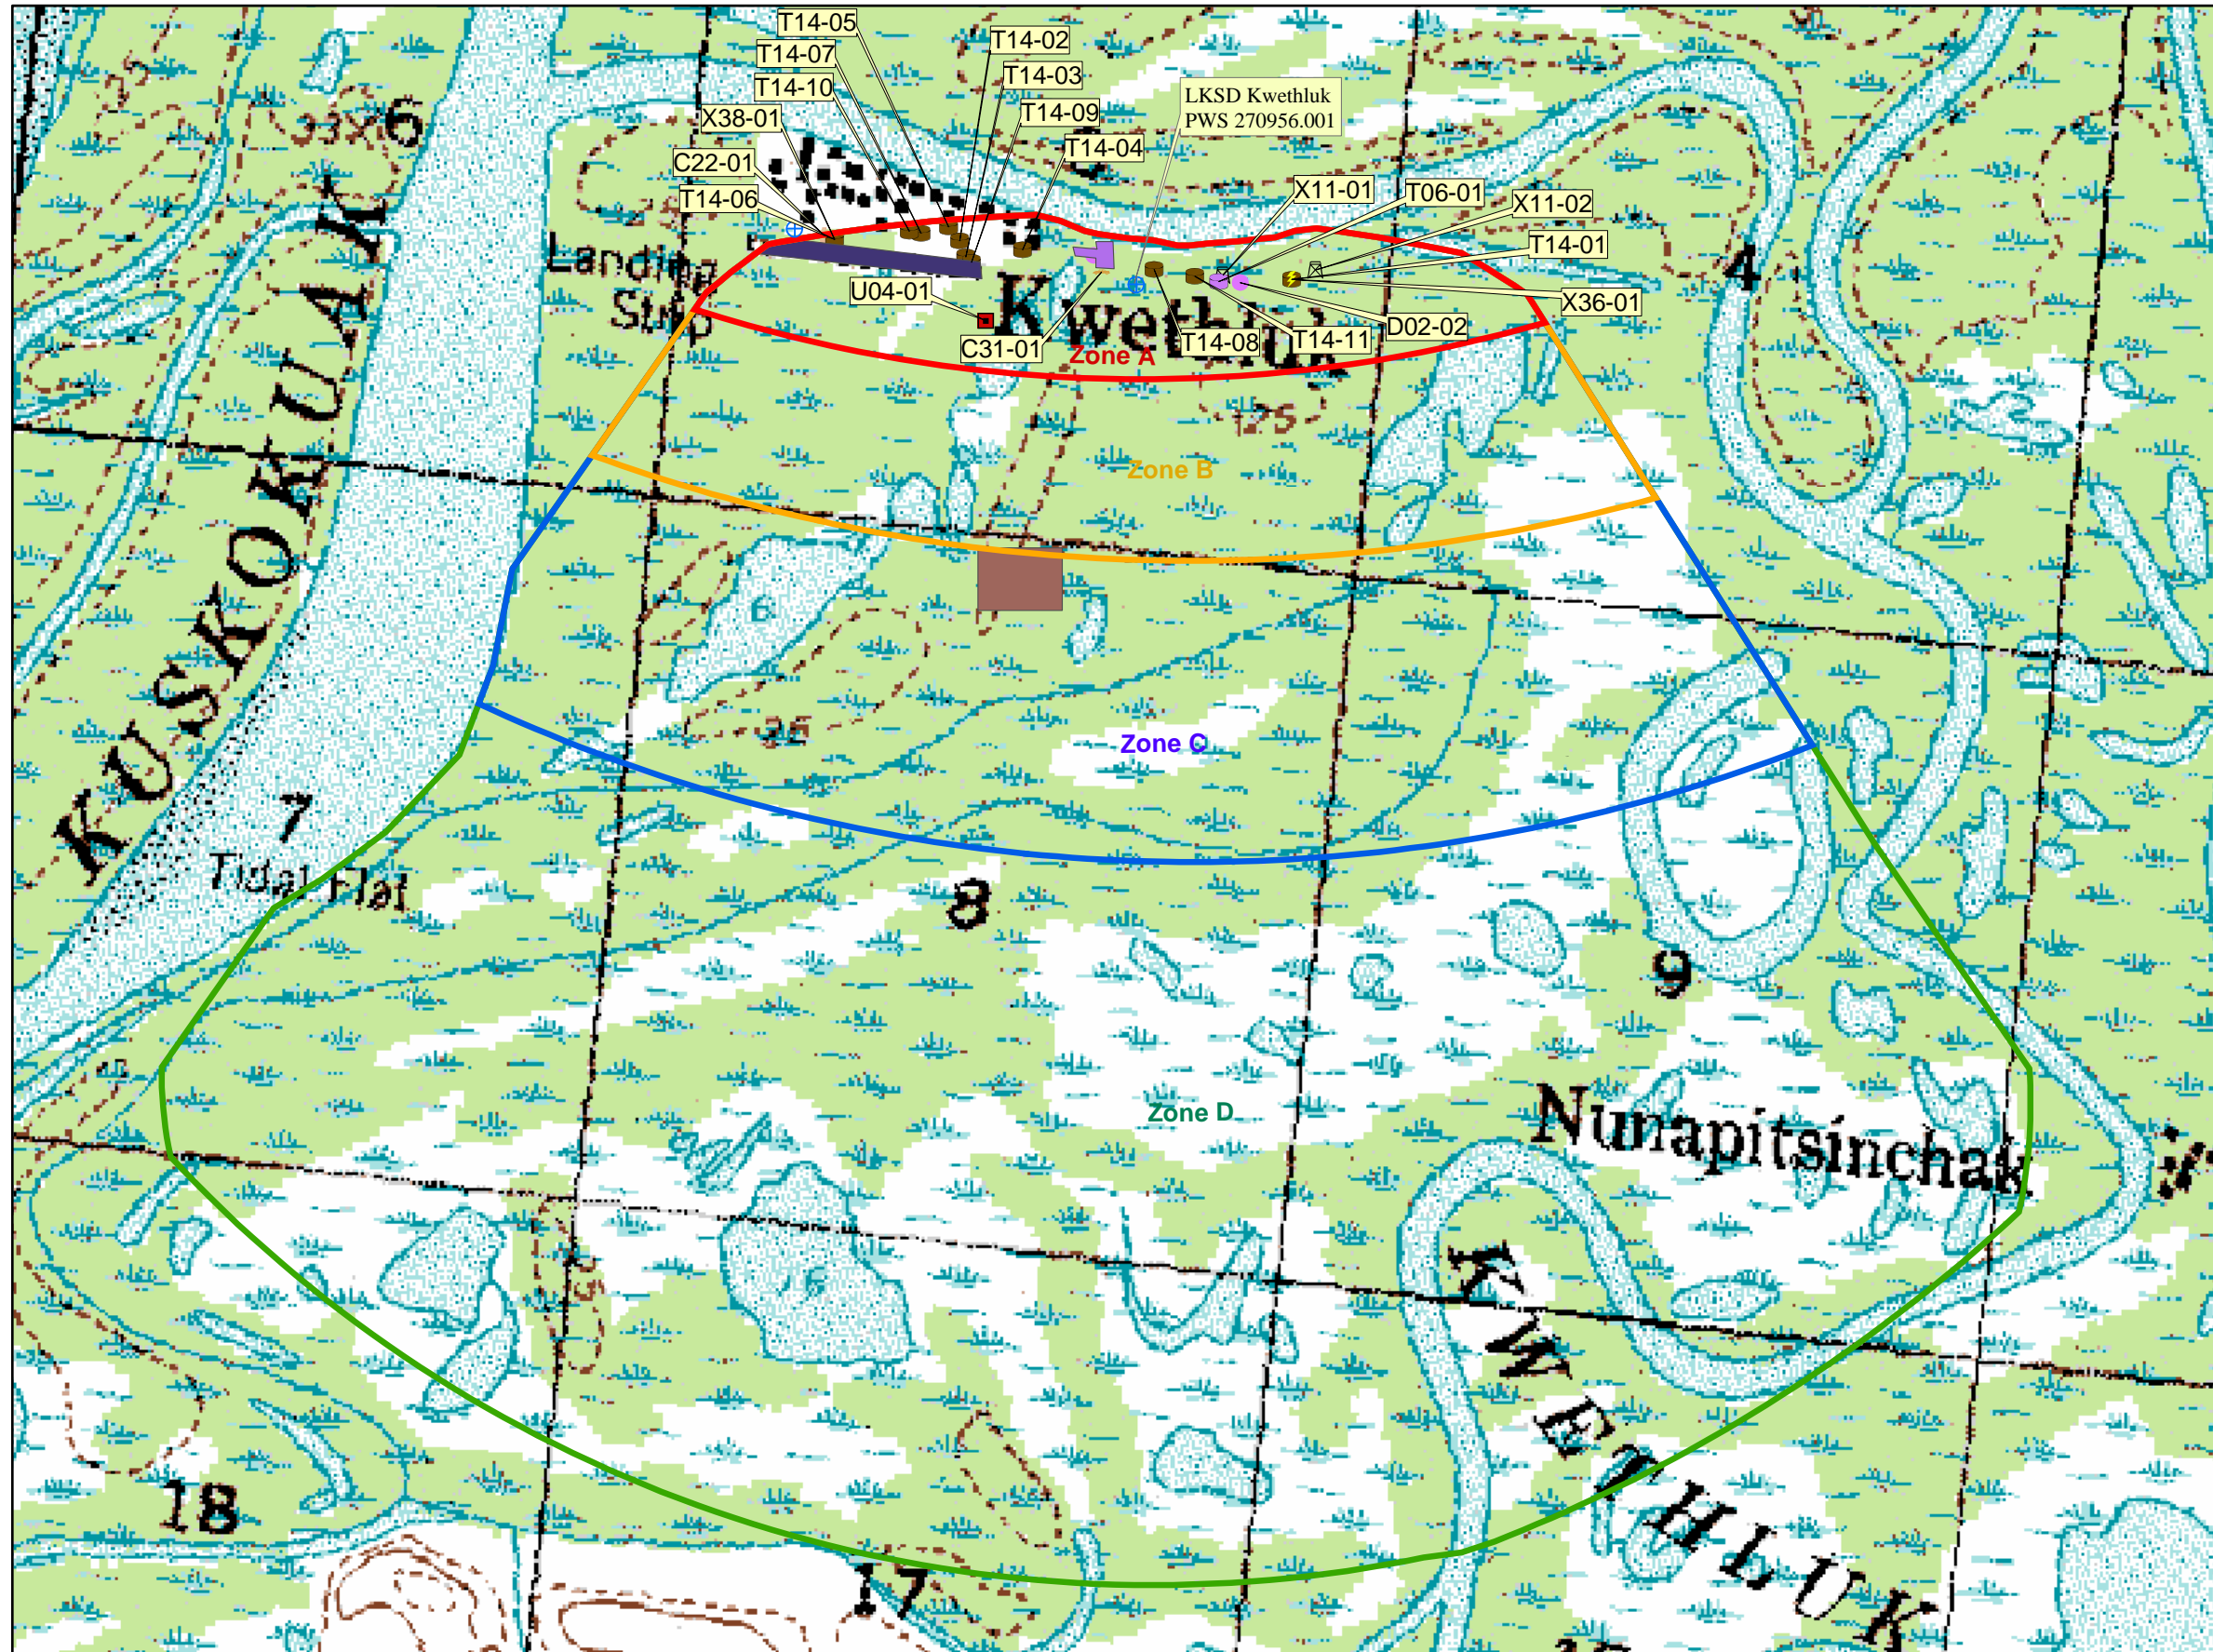 T14-05
T14-07
T14-10
X38-01
C22-01
T14-06
T14-02
T14-03
T14-09
T14-04
LKSD Kwethluk
PWS 270956.001
X11-01
T06-01
X11-02
T14-01
X36-01
D02-02
T14-11
T14-08
C31-01
U04-01
6
4
Landing
Strip
Kwethluk
Zone A
175
Zone B
KUSKOKUAK
Zone C
7
Tidal Flat
8
9
Zone D
Nunapitsinchak
KWETHLUK
18
17